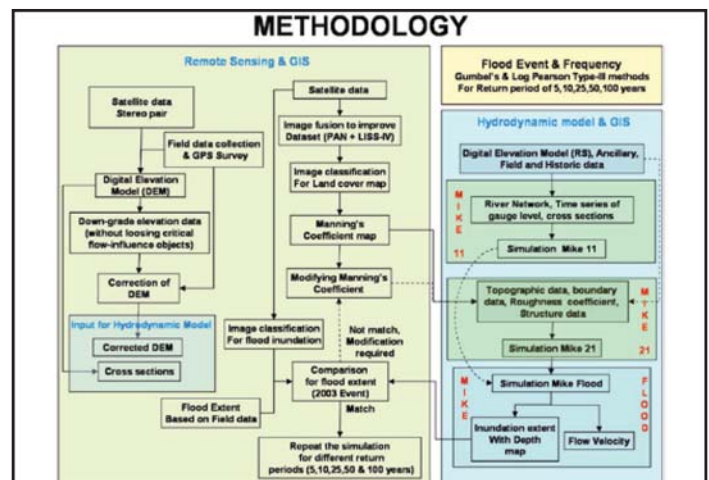 METHODOLOGY
Remote Sensing & GIS
Satellite data
Stereo pair
Field data collection
& GPS Survey
Digital Elevation
Model (DEM)
Down-grade elevation data
(without loosing critical
flow-influence objects)
Correction of
DEM
Input for Hydrodynamic Model
Corrected DEM
Cross sections
Satellite data
Image fusion to improve
Dataset (PAN + LISS-IV)
Image classification
For Land cover map
Manning's
Coefficient map
Modifying Manning's
Coefficient
Image classification
For flood inundation
Not match,
Modification
required
Comparison
for flood extent
(2003 Event)
Flood Extent
Based on Field data
Match
Repeat the simulation
for different return
periods (5,10,25,50 & 100 years)
Flood Event & Frequency
Gumbal's & Log Pearson Type-III methods
For Return period of 5,10,25,50,100 years
Hydrodynamic model & GIS
Digital Elevation Model (RS), Ancillary,
Field and Historic data
MIKE 11
River Network, Time series of
gauge level, cross sections
Simulation Mike 11
Topographic data, boundary
data, Roughness coefficient,
Structure data
MIKE 21
Simulation Mike 21
MIKE
Simulation Mike Flood
FLOOD
Inundation extent
With Depth
map
Flow Velocity